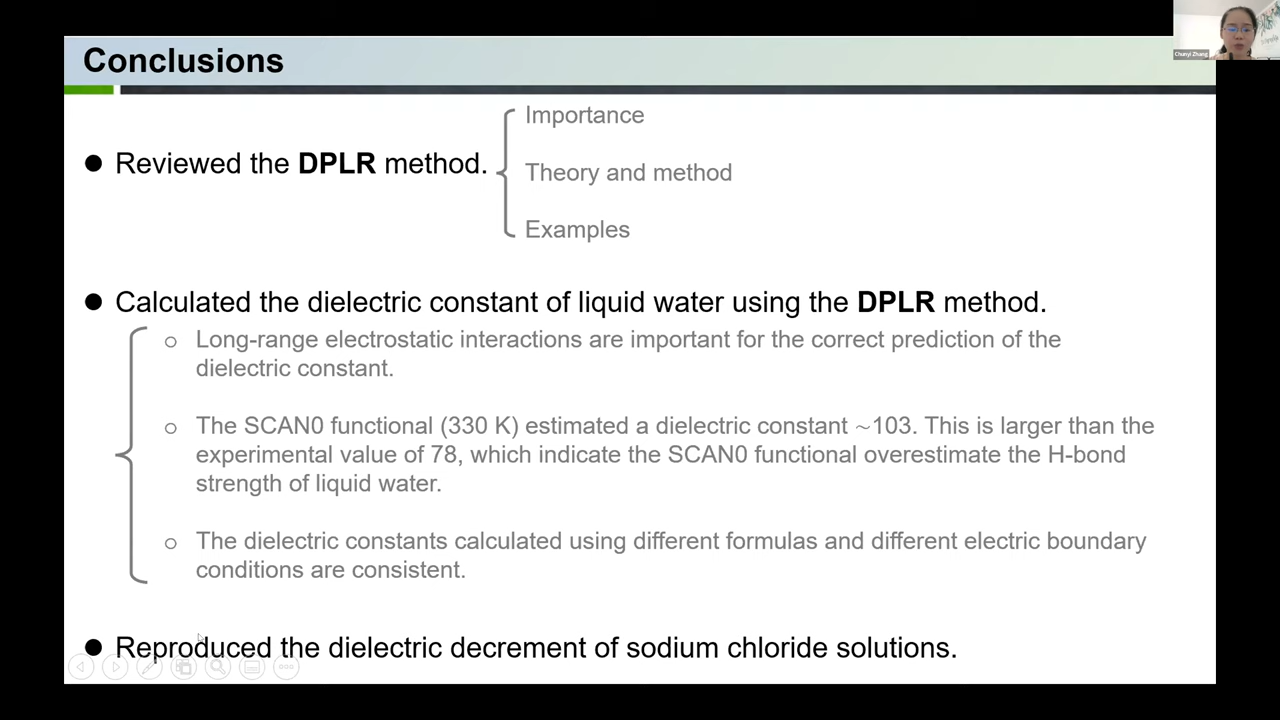 Conclusions
Chunyi Zhang
Importance
● Reviewed the DPLR method.
Theory and method
Examples
● Calculated the dielectric constant of liquid water using the DPLR method.
○ Long-range electrostatic interactions are important for the correct prediction of the
dielectric constant.
○ The SCAN0 functional (330 K) estimated a dielectric constant ~103. This is larger than the
experimental value of 78, which indicate the SCAN0 functional overestimate the H-bond
strength of liquid water.
○ The dielectric constants calculated using different formulas and different electric boundary
conditions are consistent.
● Reproduced the dielectric decrement of sodium chloride solutions.